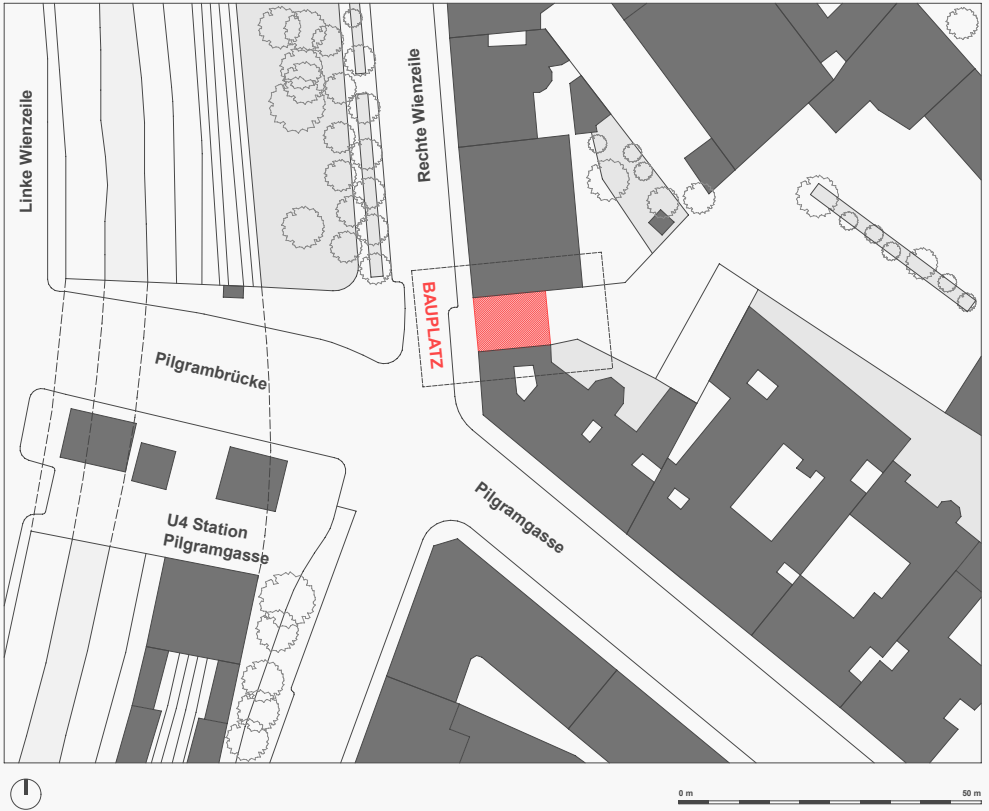 Linke Wienzeile
Rechte Wienzeile
BAUPLATZ
Pilgrambrücke
Pilgramgasse
U4 Station
Pilgramgasse
0 m
50 m